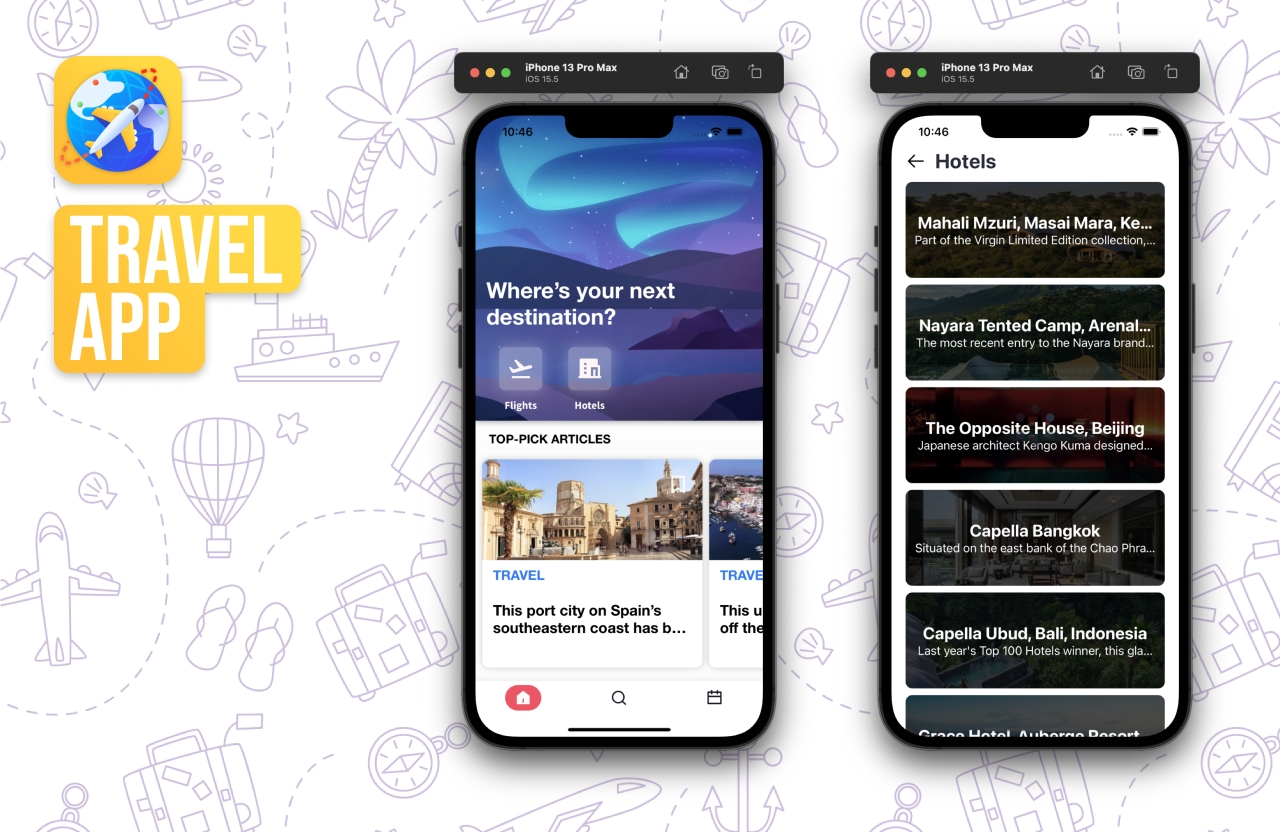 TRAVEL
APP
iPhone 13 Pro Max
iOS 15.5
10:46
Where's your next
destination?
Flights
Hotels
TOP-PICK ARTICLES
TRAVEL
This port city on Spain's
southeastern coast has b...
TRAVE
This u
off the
iPhone 13 Pro Max
iOS 15.5
10:46
Hotels
Mahali Mzuri, Masai Mara, Ke...
Part of the Virgin Limited Edition collection,...
Nayara Tented Camp, Arenal...
The most recent entry to the Nayara brand...
The Opposite House, Beijing
Japanese architect Kengo Kuma designed...
Capella Bangkok
Situated on the east bank of the Chao Phra...
Capella Ubud, Bali, Indonesia
Last year's Top 100 Hotels winner, this gla...
Grace Hotel, Auberge Resort